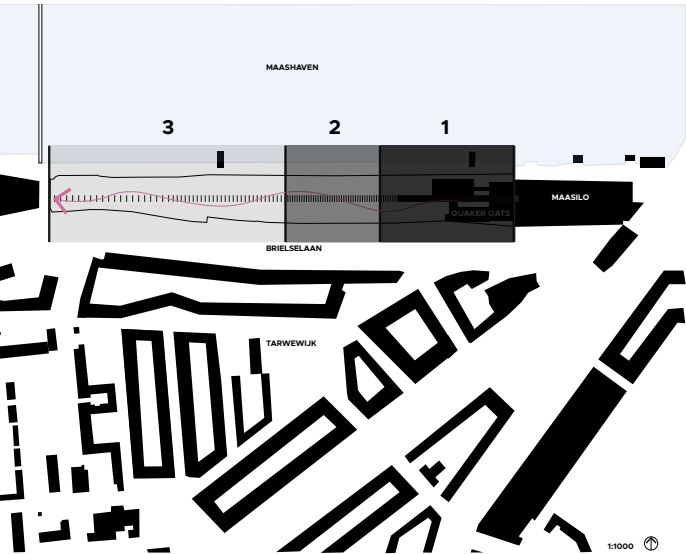 MAASHAVEN
3
2
1
MAASILO
QUAKER OATS
BRIELSELAAN
TARWEWIJK
1:1000